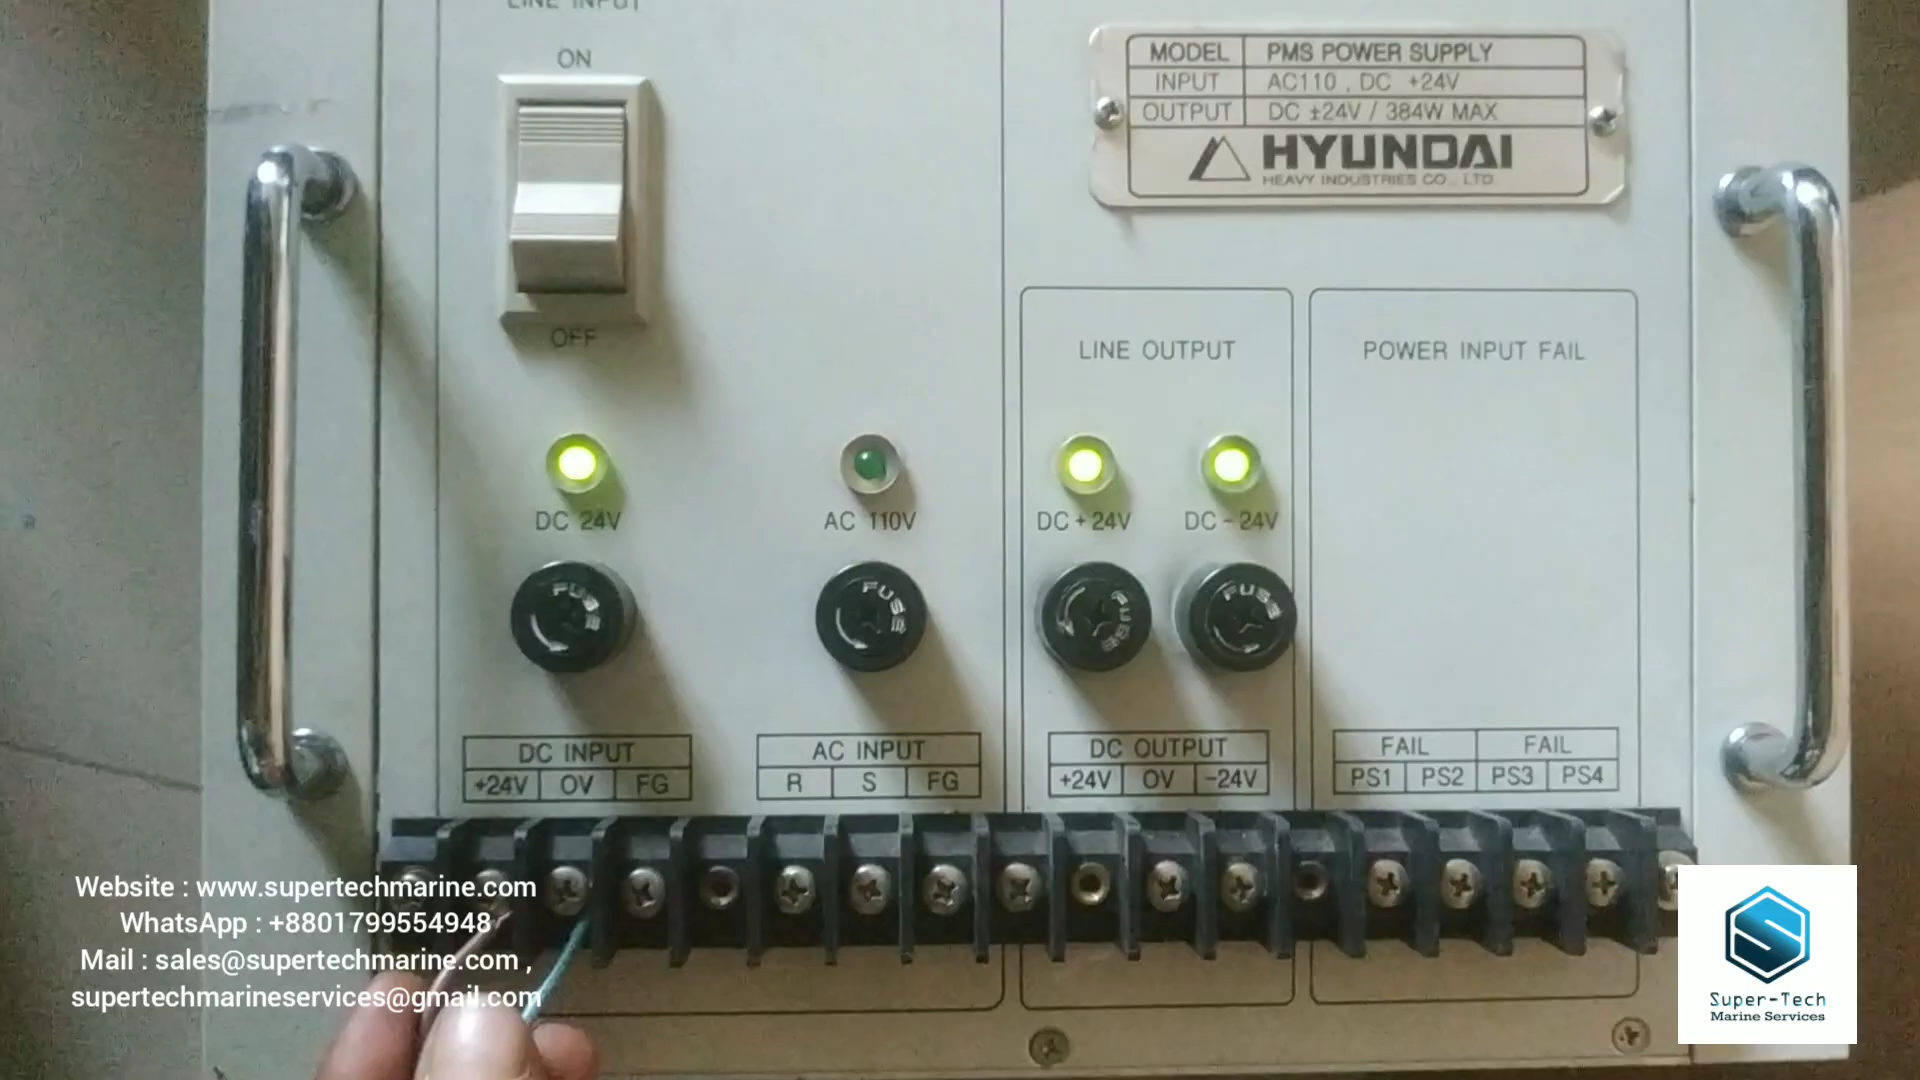 LINE INPUT
ON
OFF
MODEL PMS POWER SUPPLY
INPUT AC110 , DC +24V
OUTPUT DC ±24V / 384W MAX
HYUNDAI
HEAVY INDUSTRIES CO., LTD
LINE OUTPUT
POWER INPUT FAIL
DC 24V
AC 110V
DC + 24V
DC - 24V
FUSE
FUSE
FUSE
FUSE
DC INPUT
+24V 0V FG
AC INPUT
R S FG
DC OUTPUT
+24V 0V -24V
FAIL FAIL
PS1 PS2 PS3 PS4
Website : www.supertechmarine.com
WhatsApp : +8801799554948
Mail : sales@supertechmarine.com ,
supertechmarineservices@gmail.com
Super-Tech
Marine Services